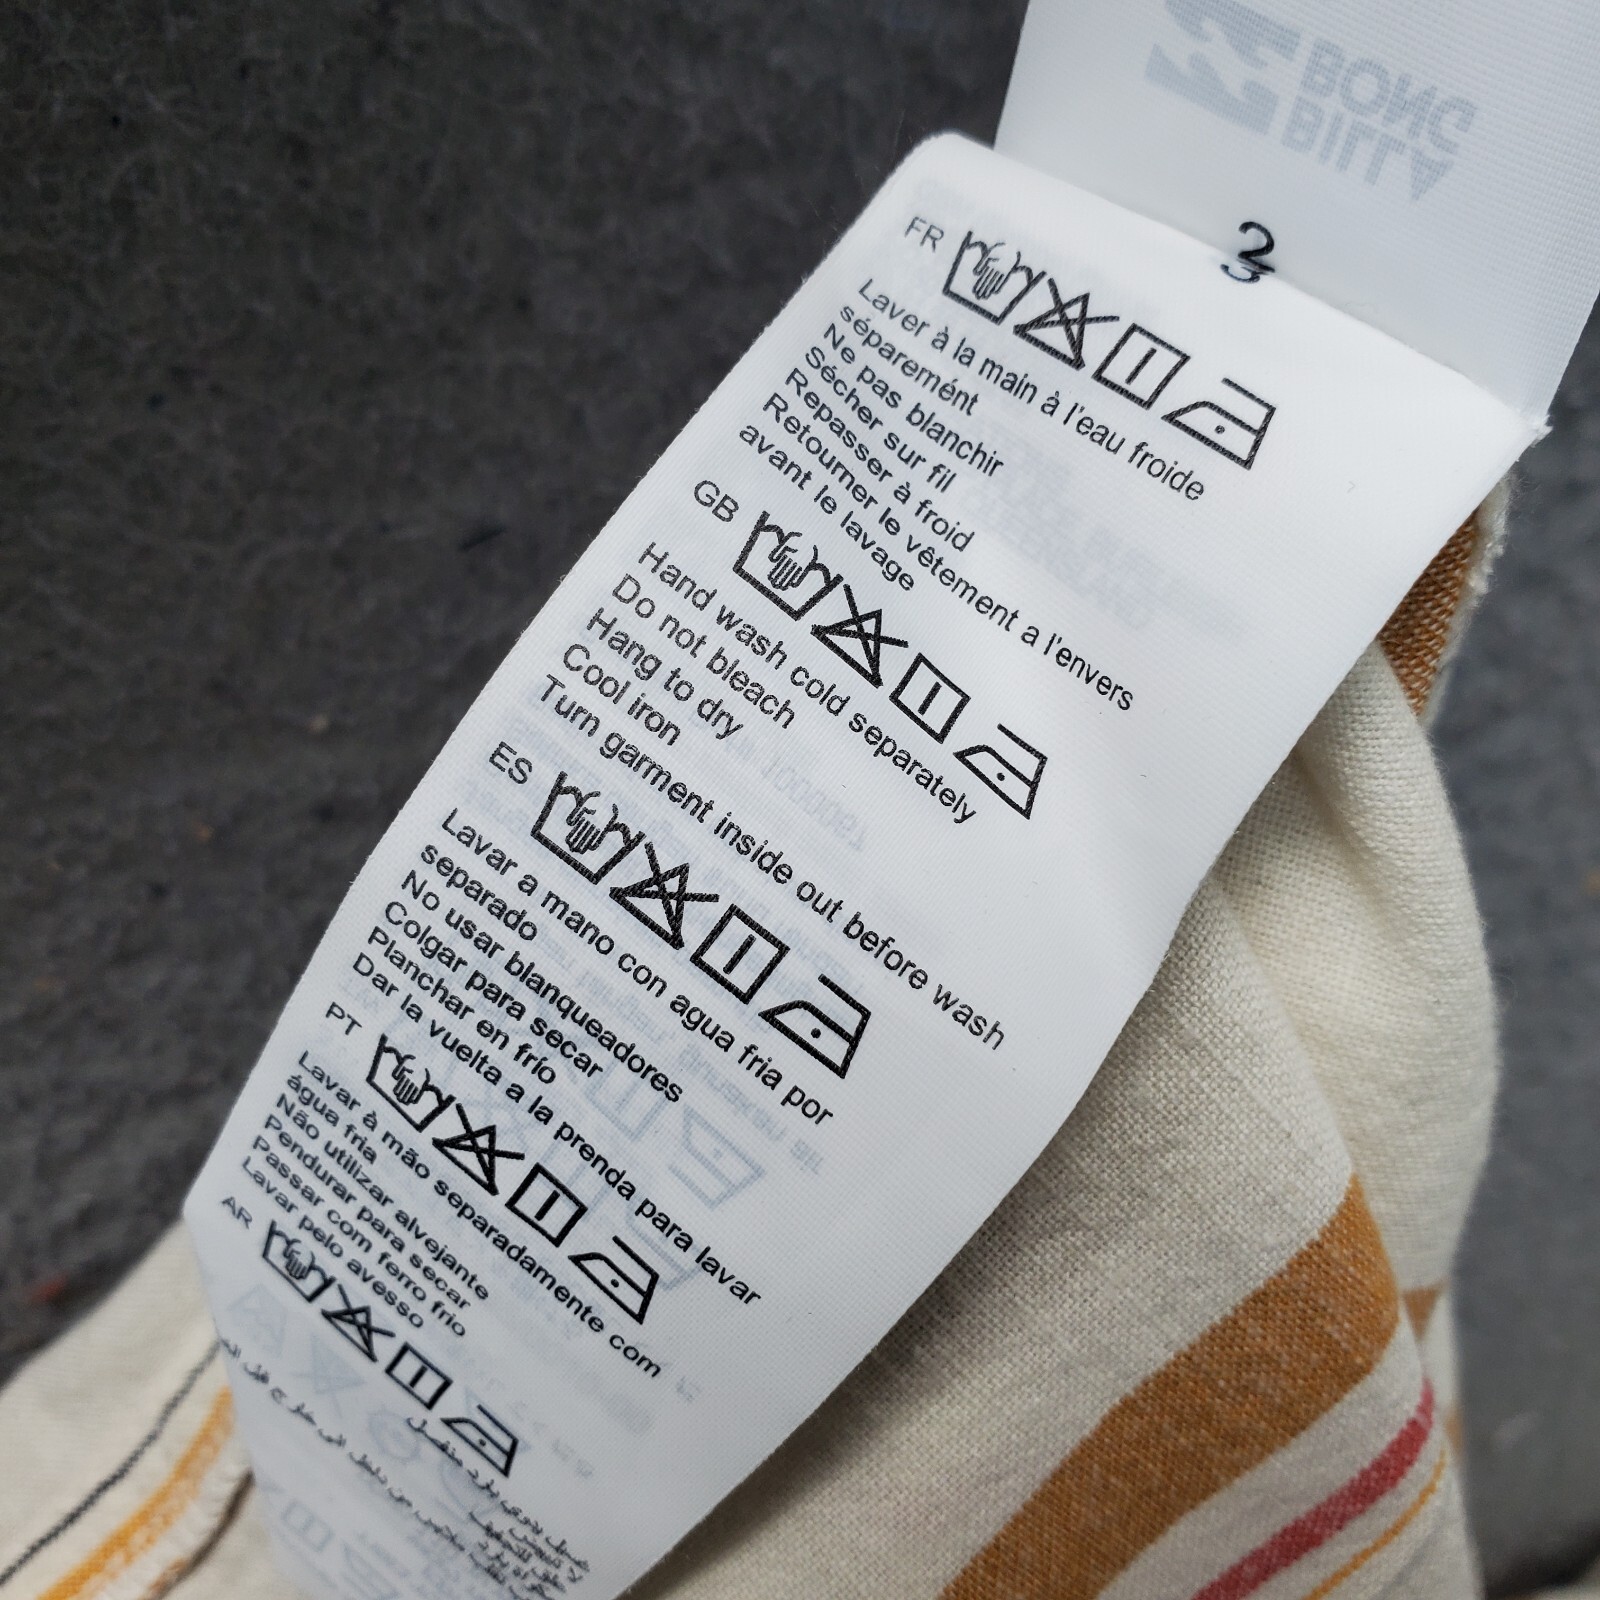 BILLA
BONG
2
3
FR
Laver à la main à l'eau froide
séparemént
Ne pas blanchir
Sécher sur fil
Repasser à froid
Retourner le vêtement a l'envers
avant le lavage
GB
Hand wash cold separately
Do not bleach
Hang to dry
Cool iron
Turn garment inside out before wash
ES
Lavar a mano con agua fria por
separado
No usar blanqueadores
Colgar para secar
Planchar en frío
Dar la vuelta a la prenda para lavar
PT
Lavar à mão separadamente com
água fria
Não utilizar alvejante
Pendurar para secar
Passar com ferro frio
Lavar pelo avesso
AR